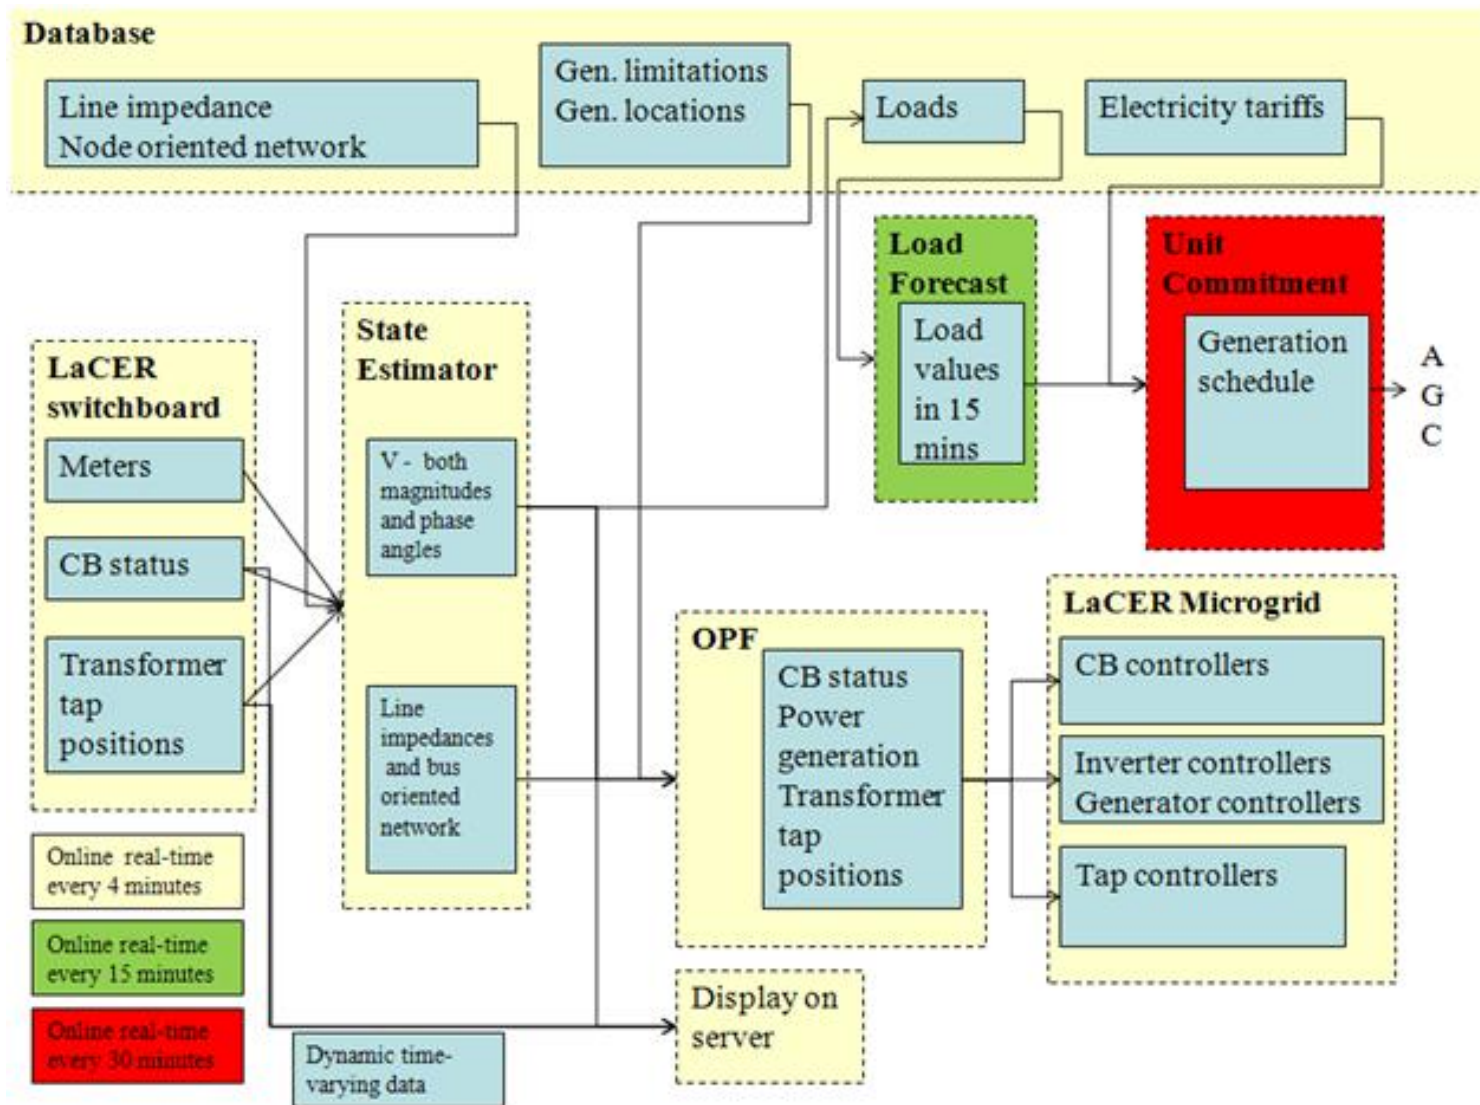 Database
Line impedance
Node oriented network
Gen. limitations
Gen. locations
Loads
Electricity tariffs
Load
Forecast
Load
values
in 15
mins
Unit
Commitment
Generation
schedule
A
G
C
LaCER
switchboard
Meters
CB status
Transformer
tap
positions
State
Estimator
V - both
magnitudes
and phase
angles
Line
impedances
and bus
oriented
network
OPF
CB status
Power
generation
Transformer
tap
positions
LaCER Microgrid
CB controllers
Inverter controllers
Generator controllers
Tap controllers
Display on
server
Online real-time
every 4 minutes
Online real-time
every 15 minutes
Online real-time
every 30 minutes
Dynamic time-
varying data